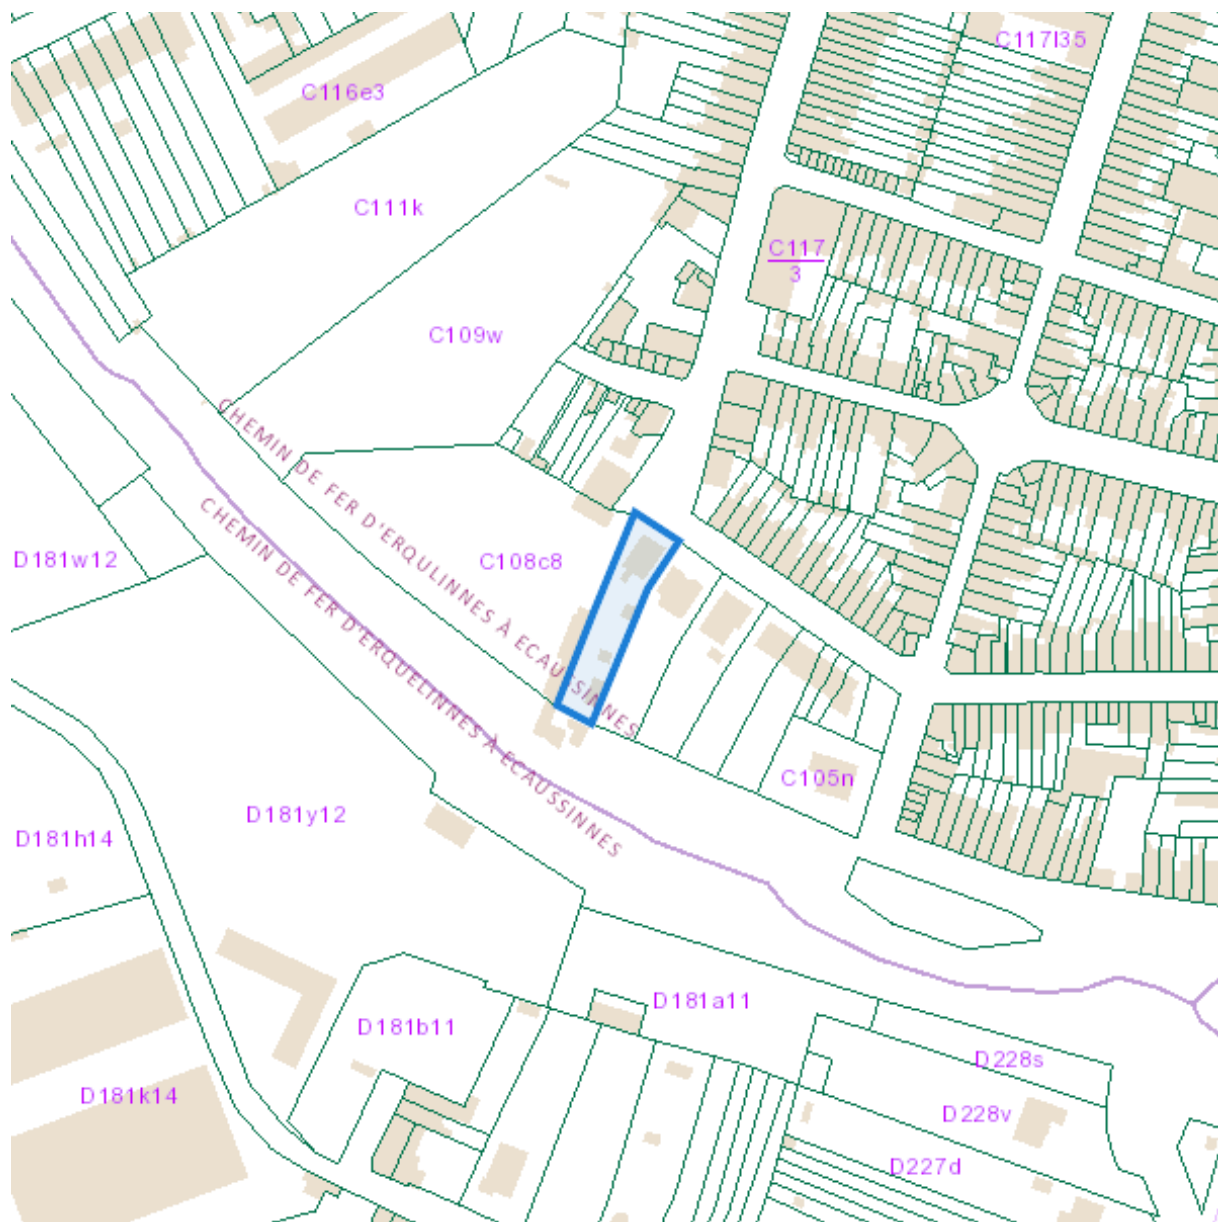 C117l35
C116e3
C111k
C117
3
C109w
CHEMIN DE FER D'ERQULINNES À ECAUSSINNES
CHEMIN DE FER D'ERQUELINNES À ECAUSSINNES
D181w12
C108c8
C105n
D181y12
D181h14
D181a11
D181b11
D228s
D181k14
D228v
D227d